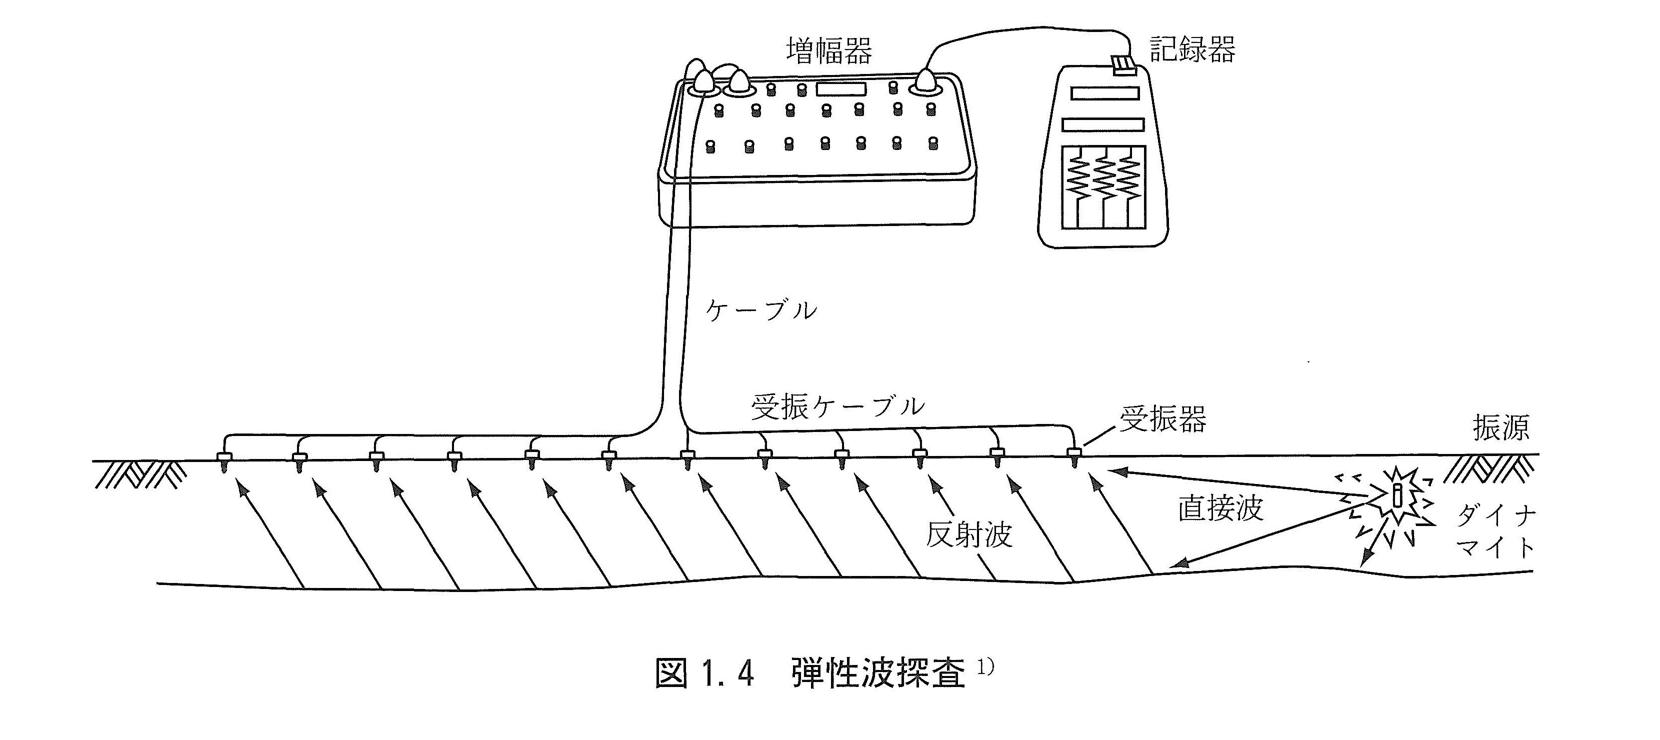 増幅器
記録器
ケーブル
受振ケーブル
受振器
振源
直接波
反射波
ダイナ
マイト
図1.4 弾性波探査1)